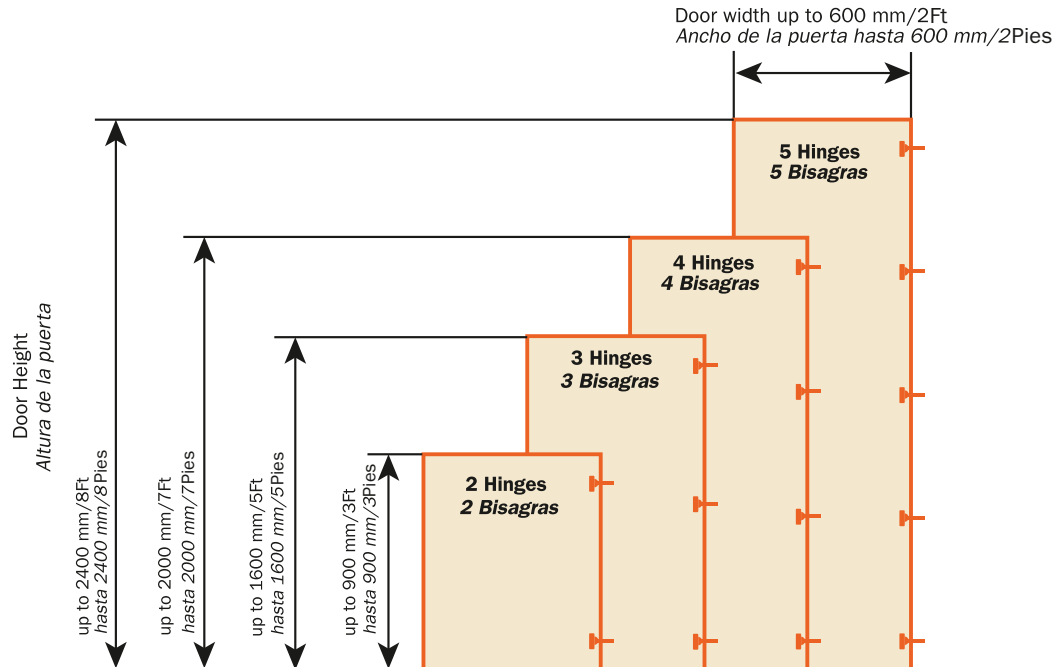 Door width up to 600 mm/2Ft
Ancho de la puerta hasta 600 mm/2Pies
5 Hinges
5 Bisagras
4 Hinges
4 Bisagras
3 Hinges
3 Bisagras
2 Hinges
2 Bisagras
Door Height
Altura de la puerta
up to 2400 mm/8Ft
hasta 2400 mm/8Pies
up to 2000 mm/7Ft
hasta 2000 mm/7Pies
up to 1600 mm/5Ft
hasta 1600 mm/5Pies
up to 900 mm/3Ft
hasta 900 mm/3Pies